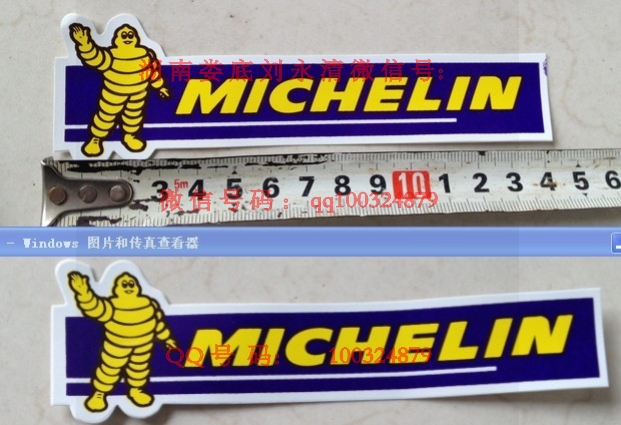 湖南娄底刘永清微信号:
MICHELIN
3 4 5 6 7 8 9 10 1 2 3 4 5 6
5m
微信号码：qq100324879
- Windows 图片和传真查看器
MICHELIN
QQ号码： 100324879